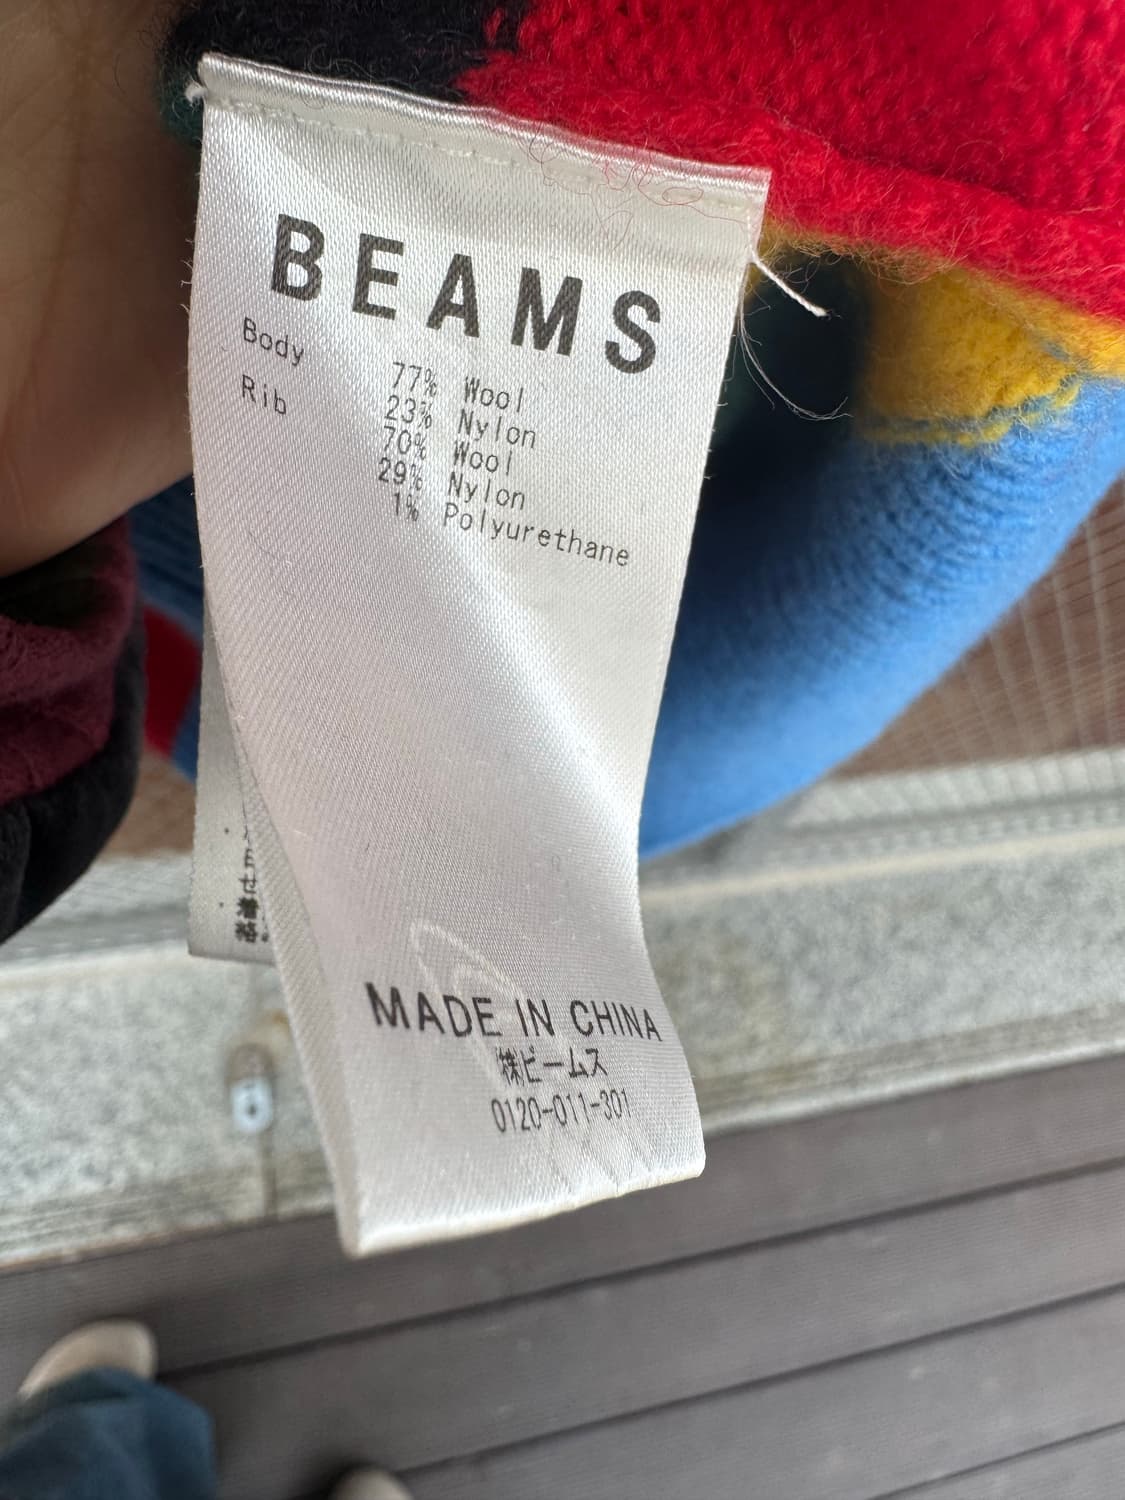 BEAMS
Body 77% Wool
23% Nylon
Rib 70% Wool
29% Nylon
1% Polyurethane
MADE IN CHINA
㈱ビームス
0120-011-301